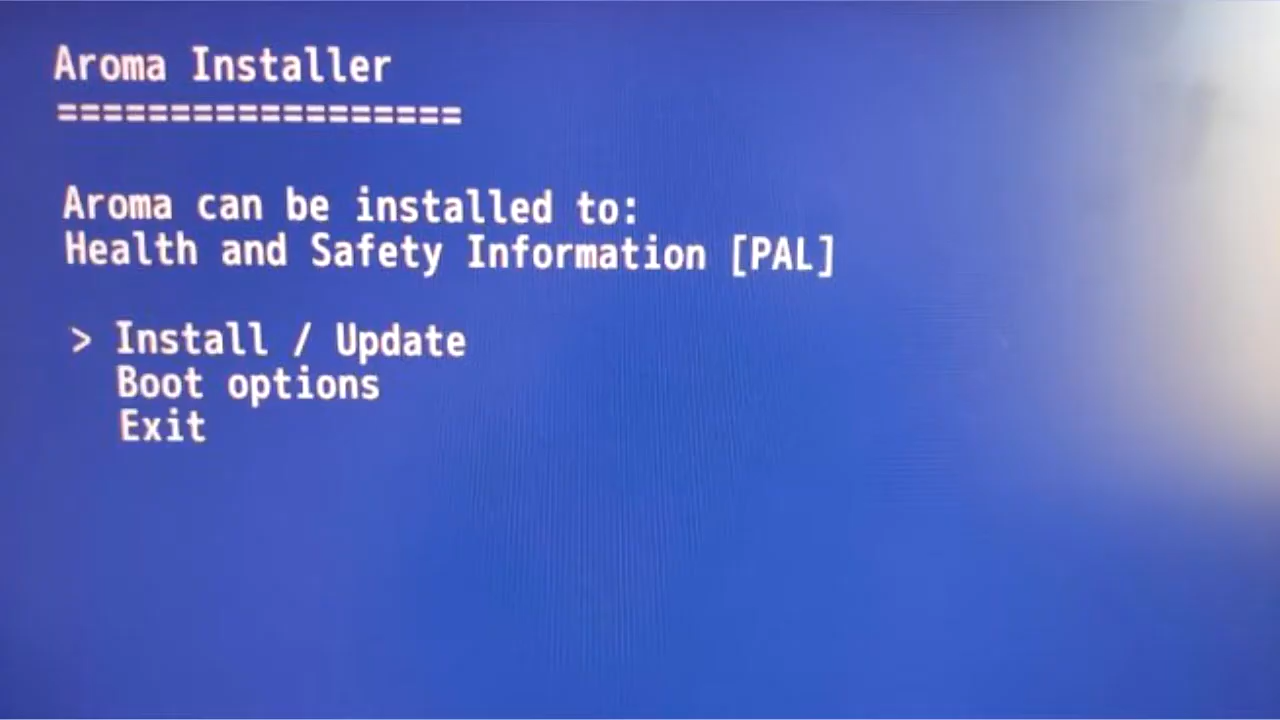 Aroma Installer
==================
Aroma can be installed to:
Health and Safety Information [PAL]
> Install / Update
Boot options
Exit